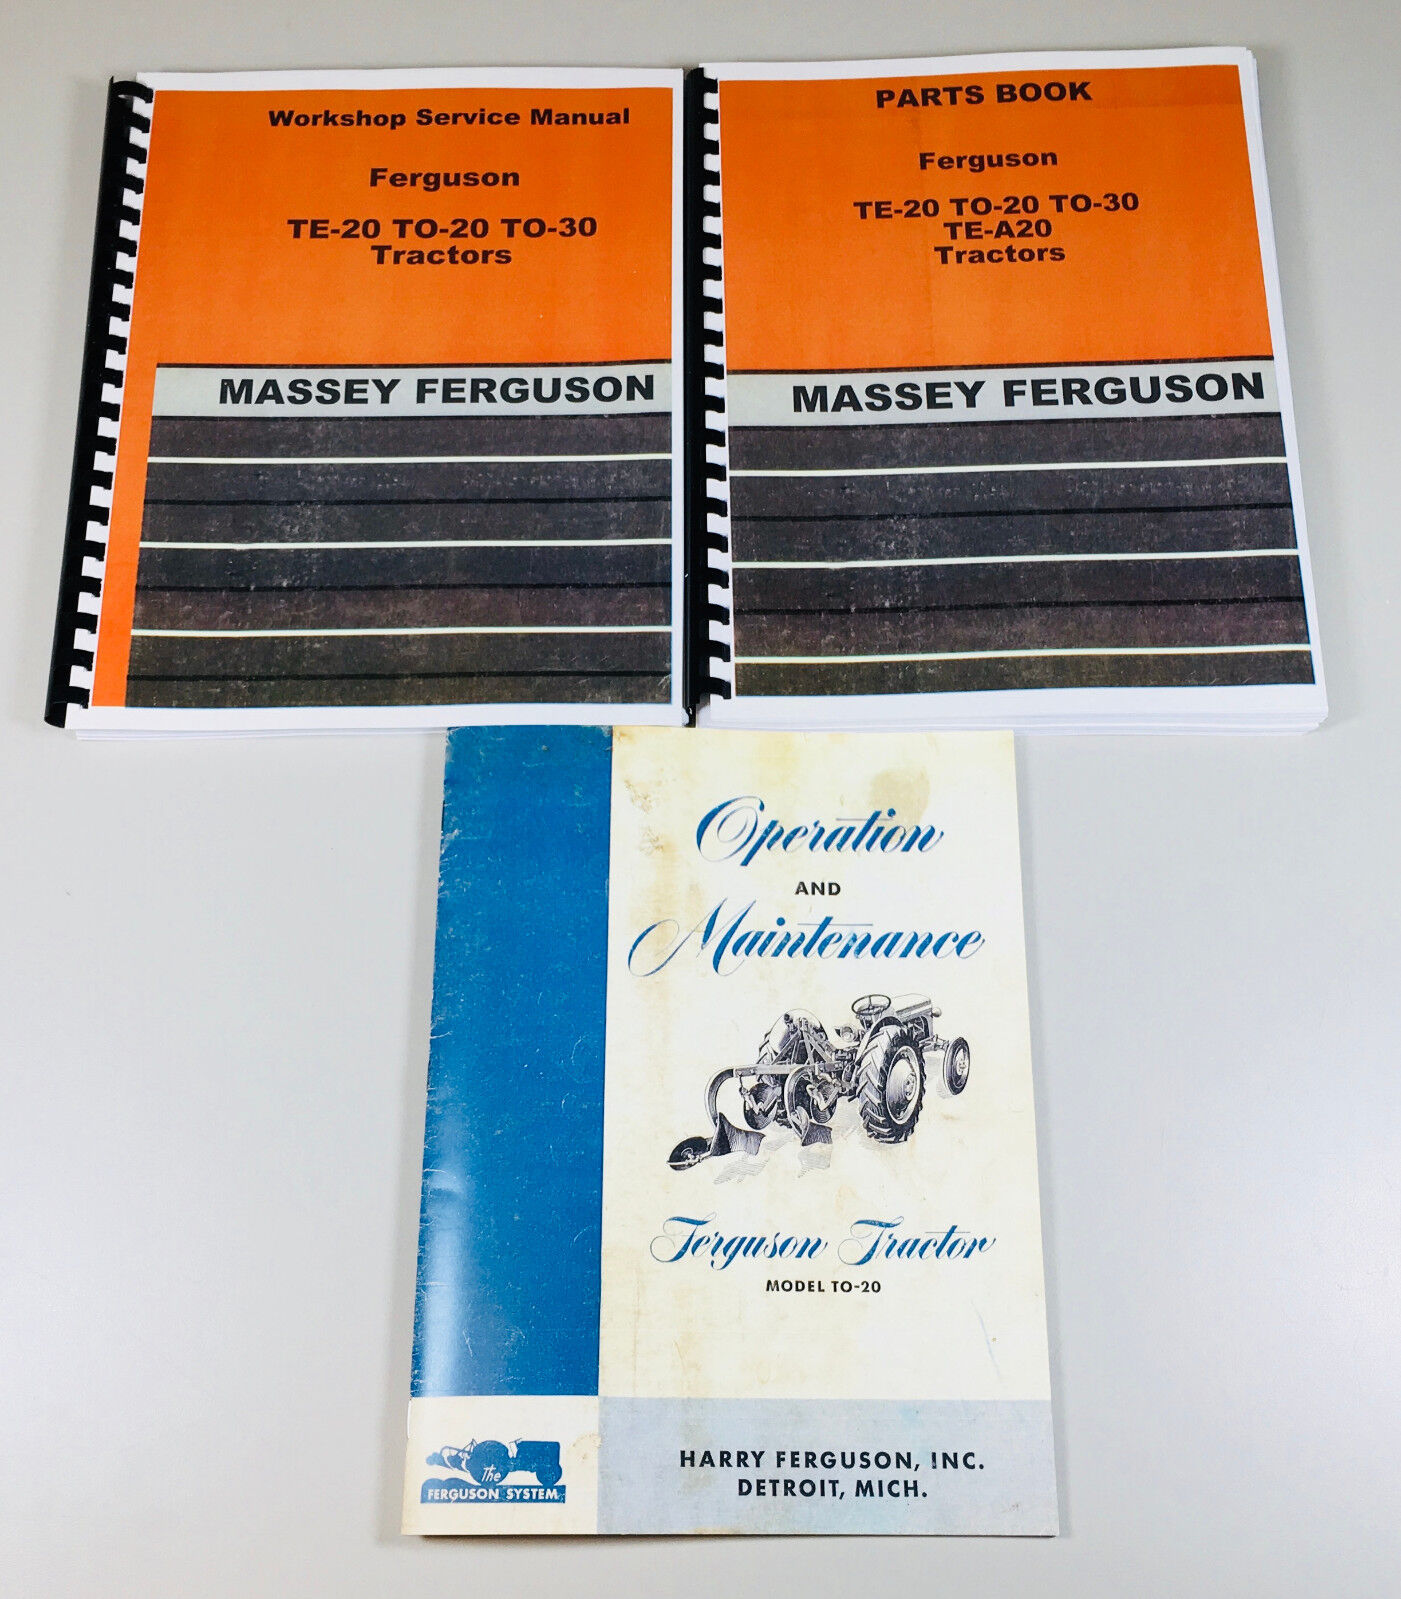 Workshop Service Manual
Ferguson
TE-20 TO-20 TO-30
Tractors
MASSEY FERGUSON
PARTS BOOK
Ferguson
TE-20 TO-20 TO-30
TE-A20
Tractors
MASSEY FERGUSON
Operation
AND
Maintenance
Ferguson Tractor
MODEL TO-20
The
FERGUSON SYSTEM
HARRY FERGUSON, INC.
DETROIT, MICH.